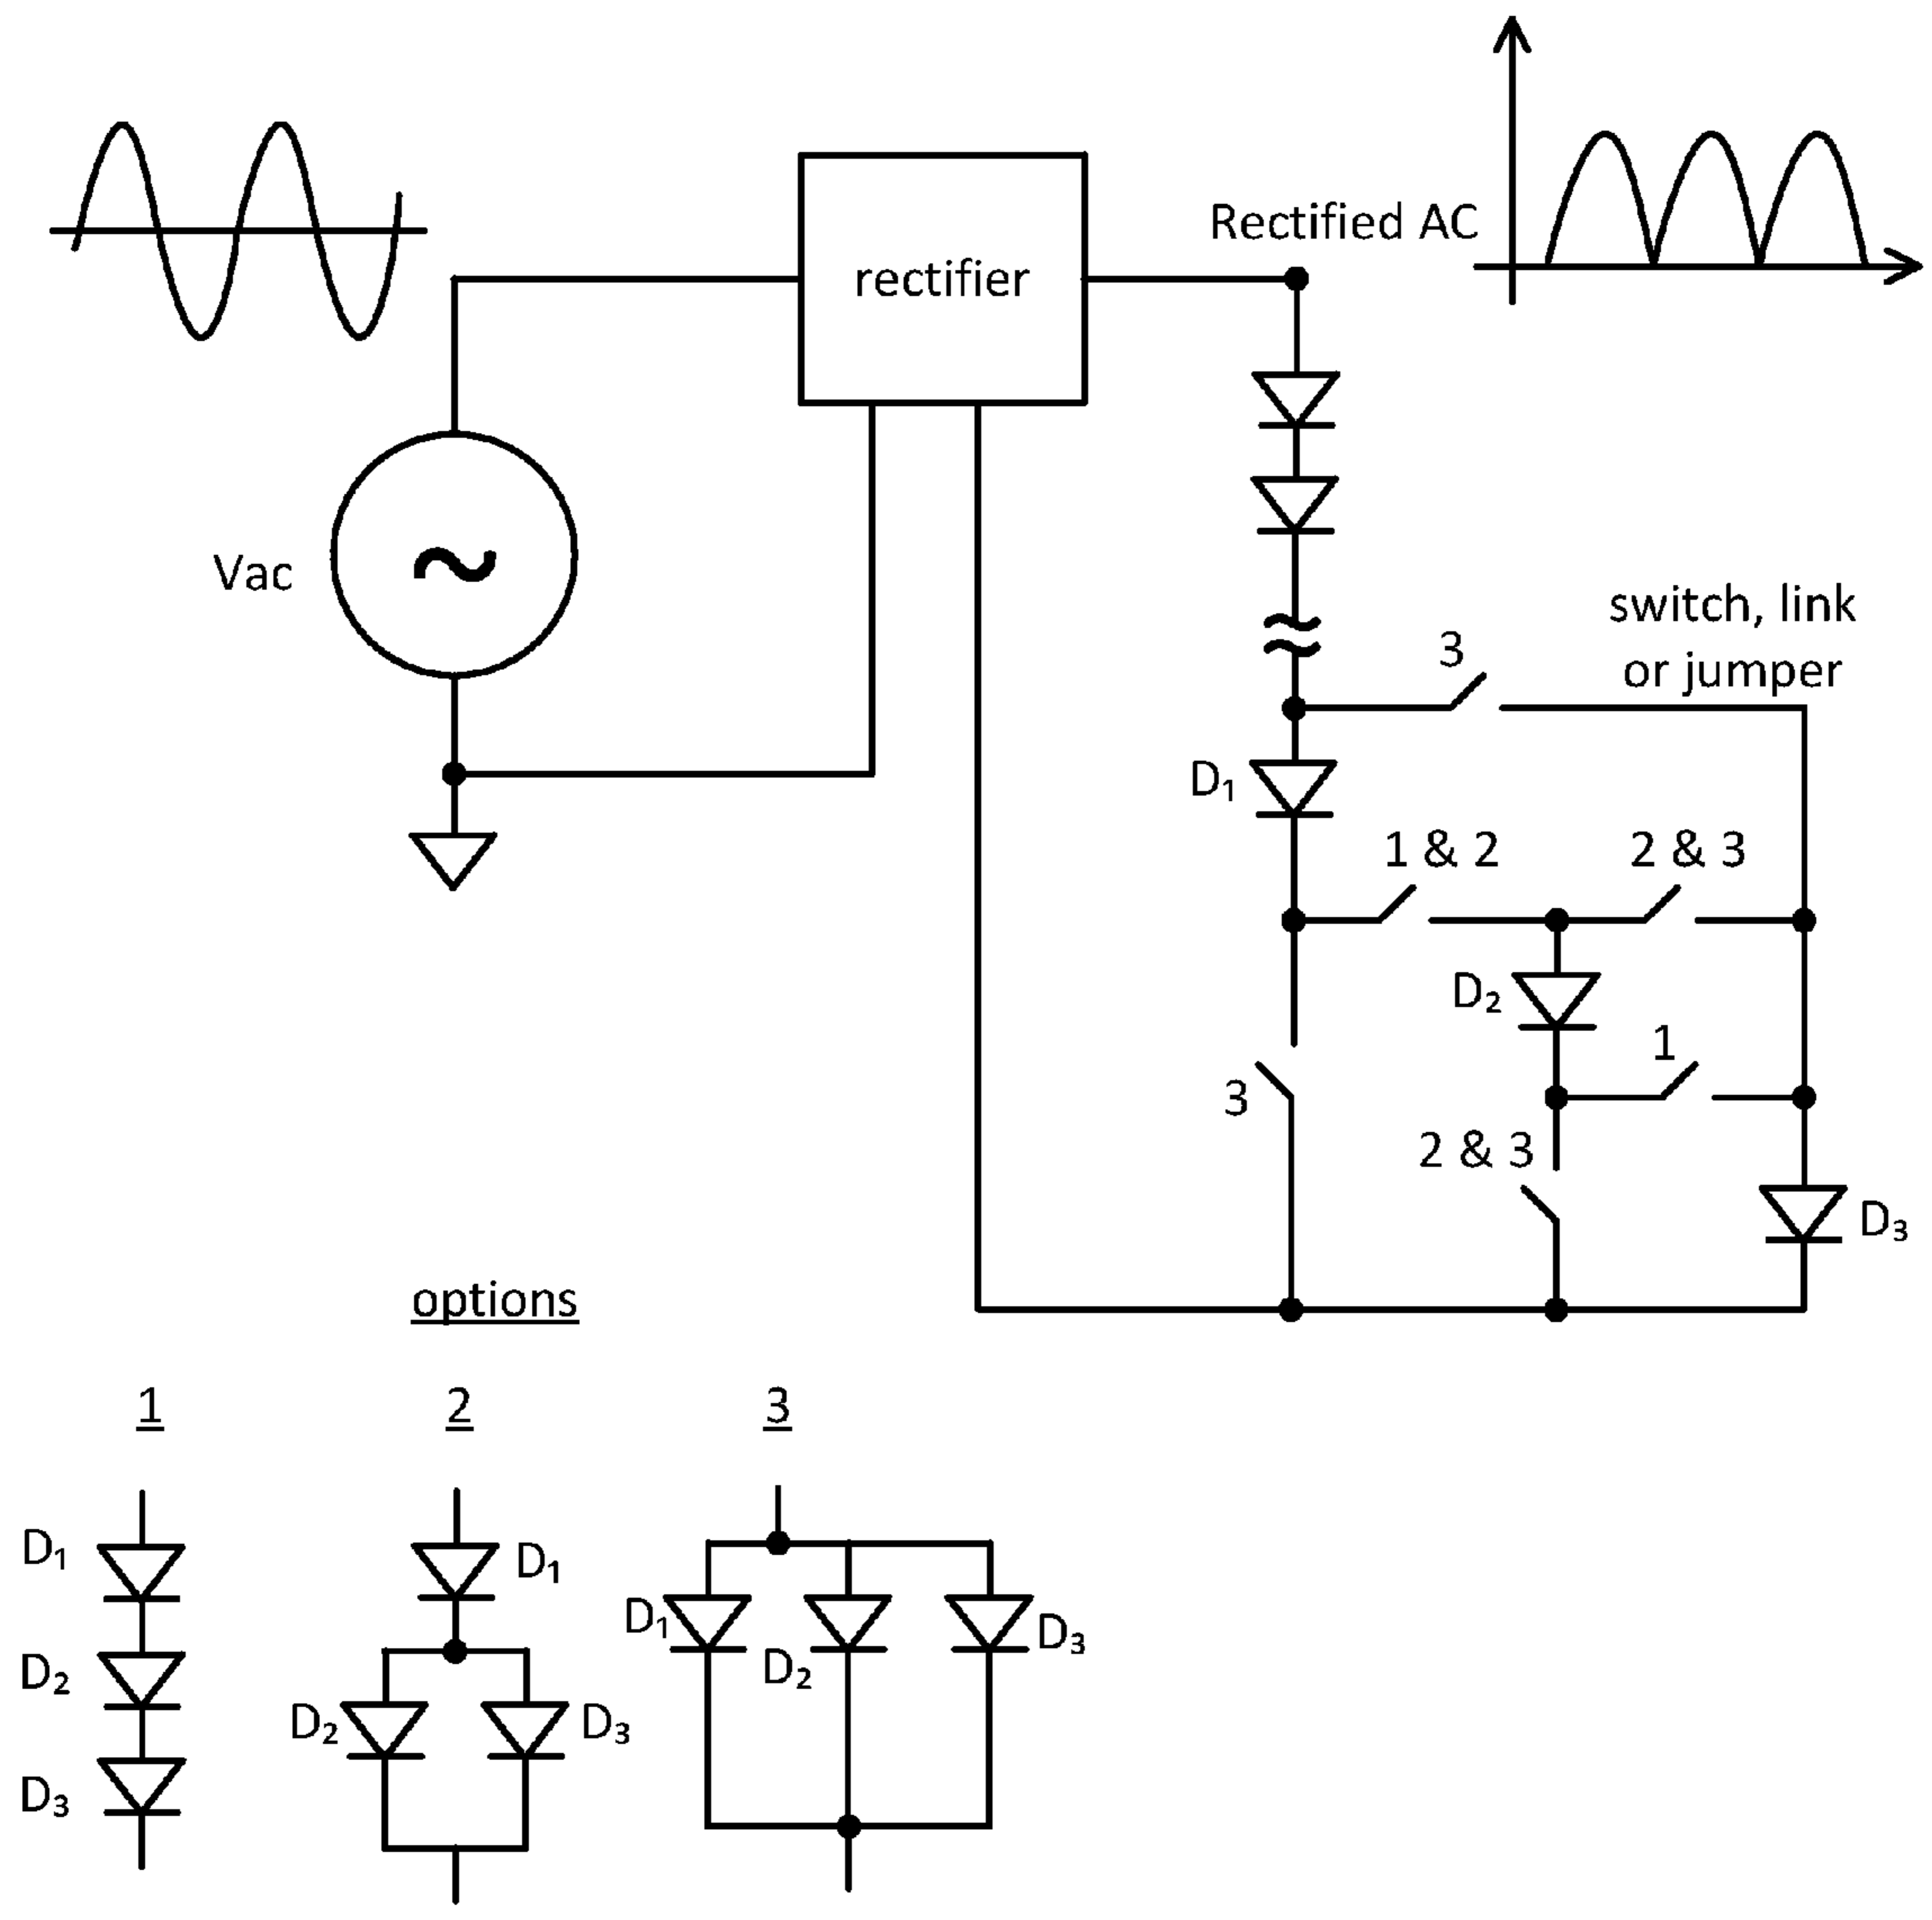 Rectified AC
rectifier
Vac
switch, link
or jumper
3
D₁
1 & 2
2 & 3
D₂
1
3
2 & 3
D₃
options
1
2
3
D₁
D₂
D₃
D₁
D₂
D₃
D₁
D₂
D₃